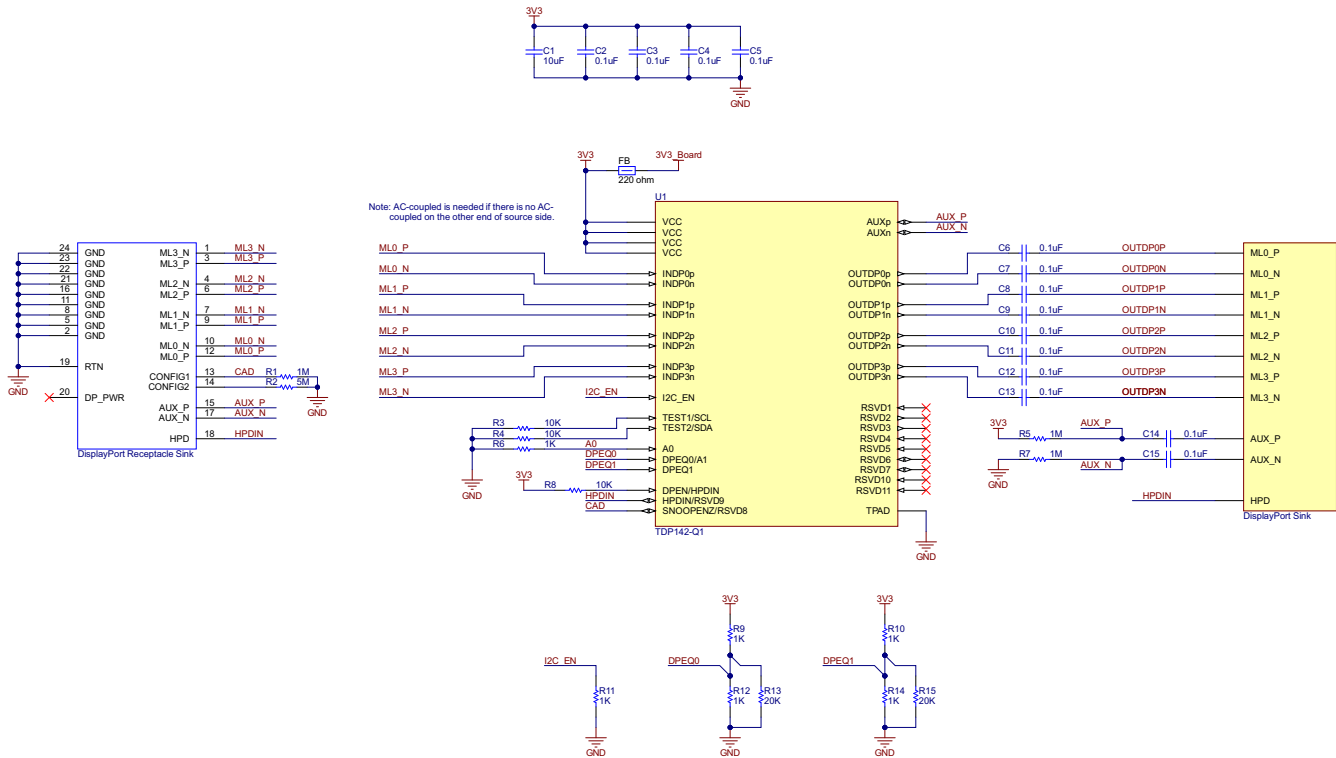 3V3
C1
10uF
C2
0.1uF
C3
0.1uF
C4
0.1uF
C5
0.1uF
GND
3V3
FB
220 ohm
3V3_Board
Note: AC-coupled is needed if there is no AC-
coupled on the other end of source side.
24 GND
23 GND
22 GND
21 GND
16 GND
11 GND
8 GND
5 GND
2 GND
19 RTN
20 DP_PWR
GND
ML3_N 1 ML3_N
ML3_P 3 ML3_P
ML2_N 4 ML2_N
ML2_P 6 ML2_P
ML1_N 7 ML1_N
ML1_P 9 ML1_P
ML0_N 10 ML0_N
ML0_P 12 ML0_P
CONFIG1 13 CAD R1 1M
CONFIG2 14 R2 5M
GND
AUX_P 15 AUX_P
AUX_N 17 AUX_N
HPD 18 HPDIN
DisplayPort Receptacle Sink
ML0_P
ML0_N
ML1_P
ML1_N
ML2_P
ML2_N
ML3_P
ML3_N
I2C_EN
R3 10K
R4 10K
R6 1K
A0
DPEQ0
DPEQ1
GND
3V3
R8 10K
HPDIN
CAD
U1
VCC
VCC
VCC
VCC
INDP0p
INDP0n
INDP1p
INDP1n
INDP2p
INDP2n
INDP3p
INDP3n
I2C_EN
TEST1/SCL
TEST2/SDA
A0
DPEQ0/A1
DPEQ1
DPEN/HPDIN
HPDIN/RSVD9
SNOOPENZ/RSVD8
TDP142-Q1
AUXp
AUXn
OUTDP0p
OUTDP0n
OUTDP1p
OUTDP1n
OUTDP2p
OUTDP2n
OUTDP3p
OUTDP3n
RSVD1
RSVD2
RSVD3
RSVD4
RSVD5
RSVD6
RSVD7
RSVD10
RSVD11
TPAD
GND
AUX_P
AUX_N
C6 0.1uF OUTDP0P
C7 0.1uF OUTDP0N
C8 0.1uF OUTDP1P
C9 0.1uF OUTDP1N
C10 0.1uF OUTDP2P
C11 0.1uF OUTDP2N
C12 0.1uF OUTDP3P
C13 0.1uF OUTDP3N
3V3
R5 1M
AUX_P
C14 0.1uF
GND
R7 1M
AUX_N
C15 0.1uF
HPDIN
ML0_P
ML0_N
ML1_P
ML1_N
ML2_P
ML2_N
ML3_P
ML3_N
AUX_P
AUX_N
HPD
DisplayPort Sink
I2C_EN
R11
1K
GND
3V3
R9
1K
DPEQ0
R12
1K
R13
20K
GND
3V3
R10
1K
DPEQ1
R14
1K
R15
20K
GND